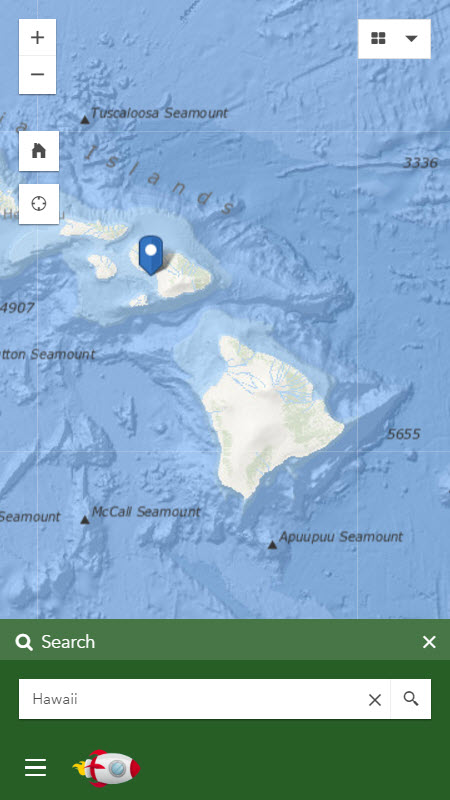 Tuscaloosa Seamount
Islands
3336
4907
tton Seamount
5655
Seamount
McCall Seamount
Apuupuu Seamount
Search
Hawaii